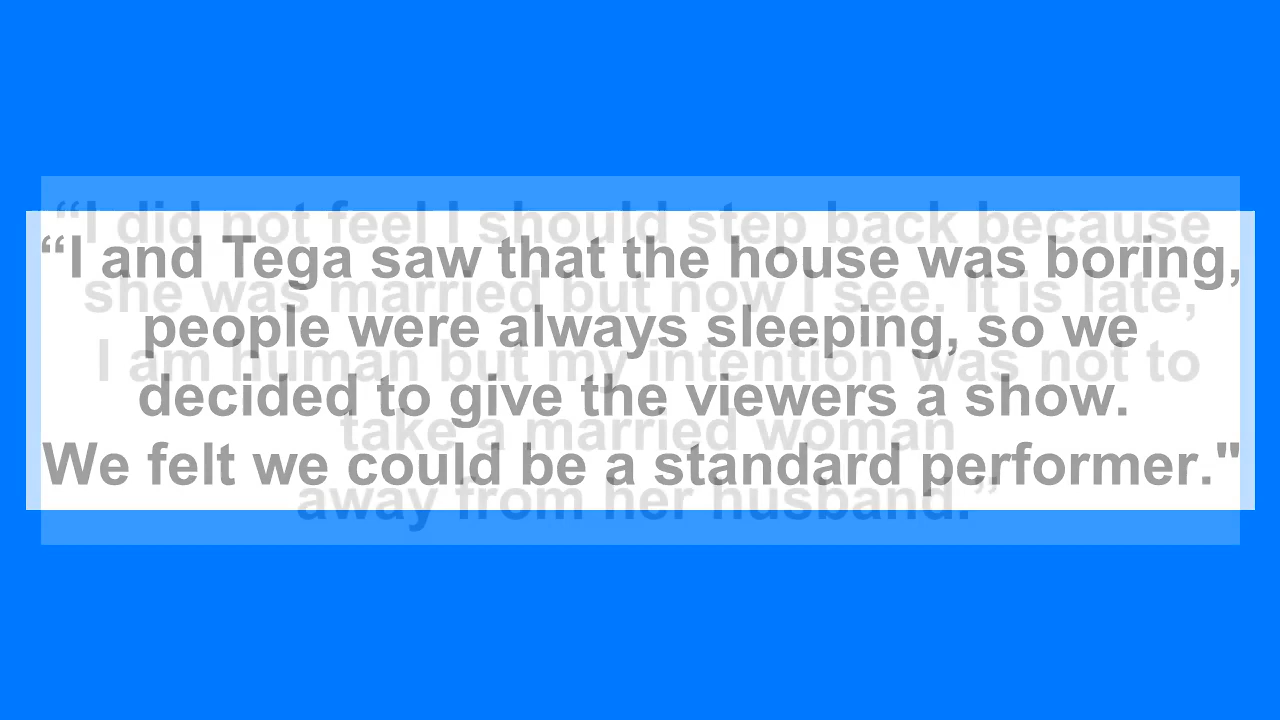 “I and Tega saw that the house was boring,
people were always sleeping, so we
decided to give the viewers a show.
We felt we could be a standard performer."
“I did not feel I should step back because
she was married but now I see. It is late,
I am human but my intention was not to
take a married woman
away from her husband.”